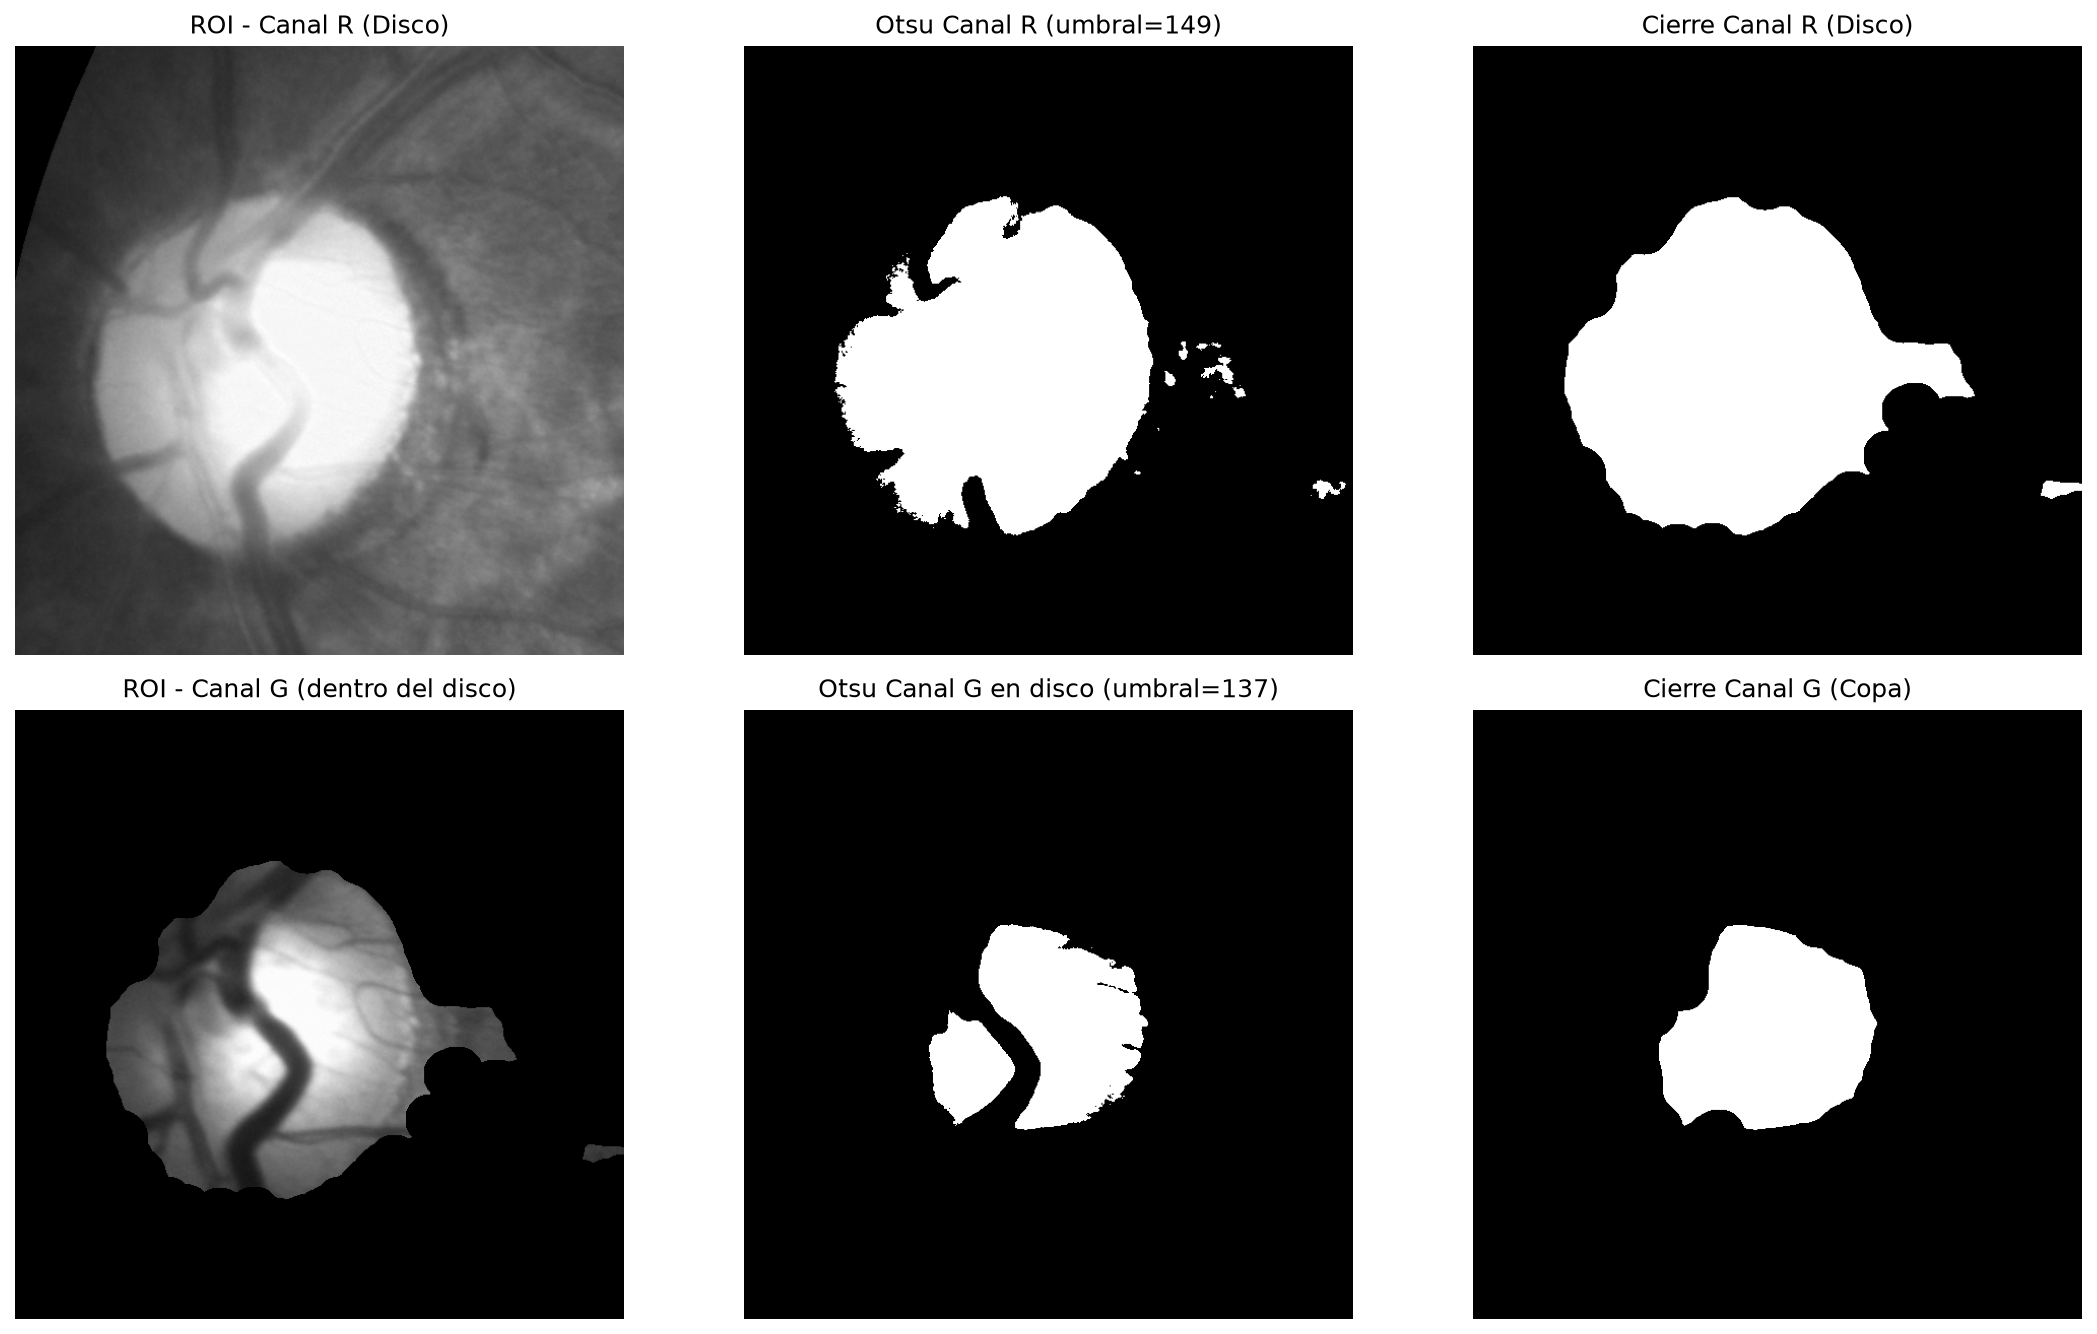 ROI - Canal R (Disco)
Otsu Canal R (umbral=149)
Cierre Canal R (Disco)
ROI - Canal G (dentro del disco)
Otsu Canal G en disco (umbral=137)
Cierre Canal G (Copa)